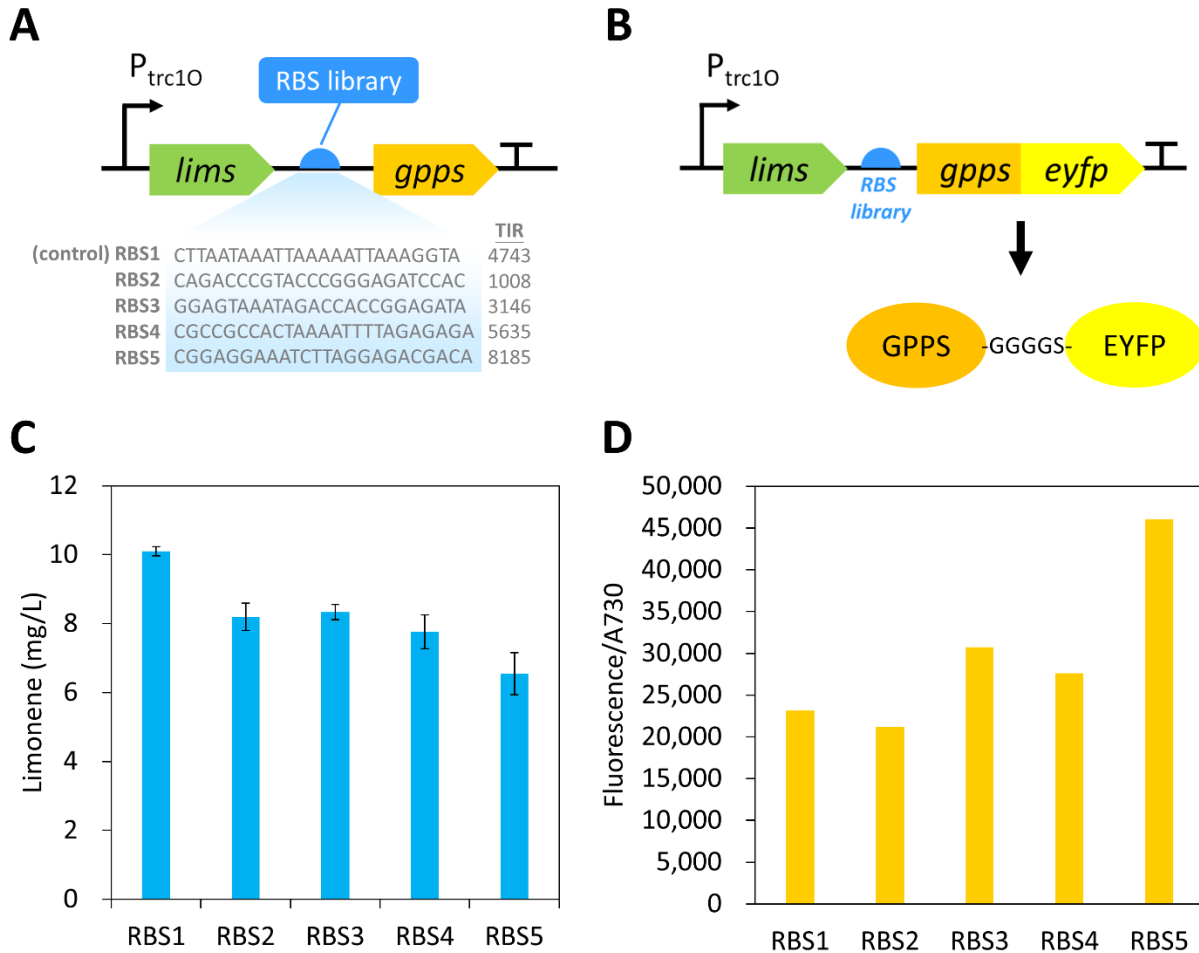 A
P trc1O
RBS library
lims
gpps
TIR
(control) RBS1 CTTAATAAATTAAAAATTAAAGGTA 4743
RBS2 CAGACCCGTACCCGGGAGATCCAC 1008
RBS3 GGAGTAAATAGACCACCGGAGATA 3146
RBS4 CGCCGCCACTAAAATTTTAGAGAGA 5635
RBS5 CGGAGGAAATCTTAGGAGACGACA 8185
B
P trc1O
lims
RBS
library
gpps
eyfp
GPPS
-GGGGS-
EYFP
C
Limonene (mg/L)
12
10
8
6
4
2
0
RBS1 RBS2 RBS3 RBS4 RBS5
D
Fluorescence/A730
50,000
45,000
40,000
35,000
30,000
25,000
20,000
15,000
10,000
5,000
0
RBS1 RBS2 RBS3 RBS4 RBS5